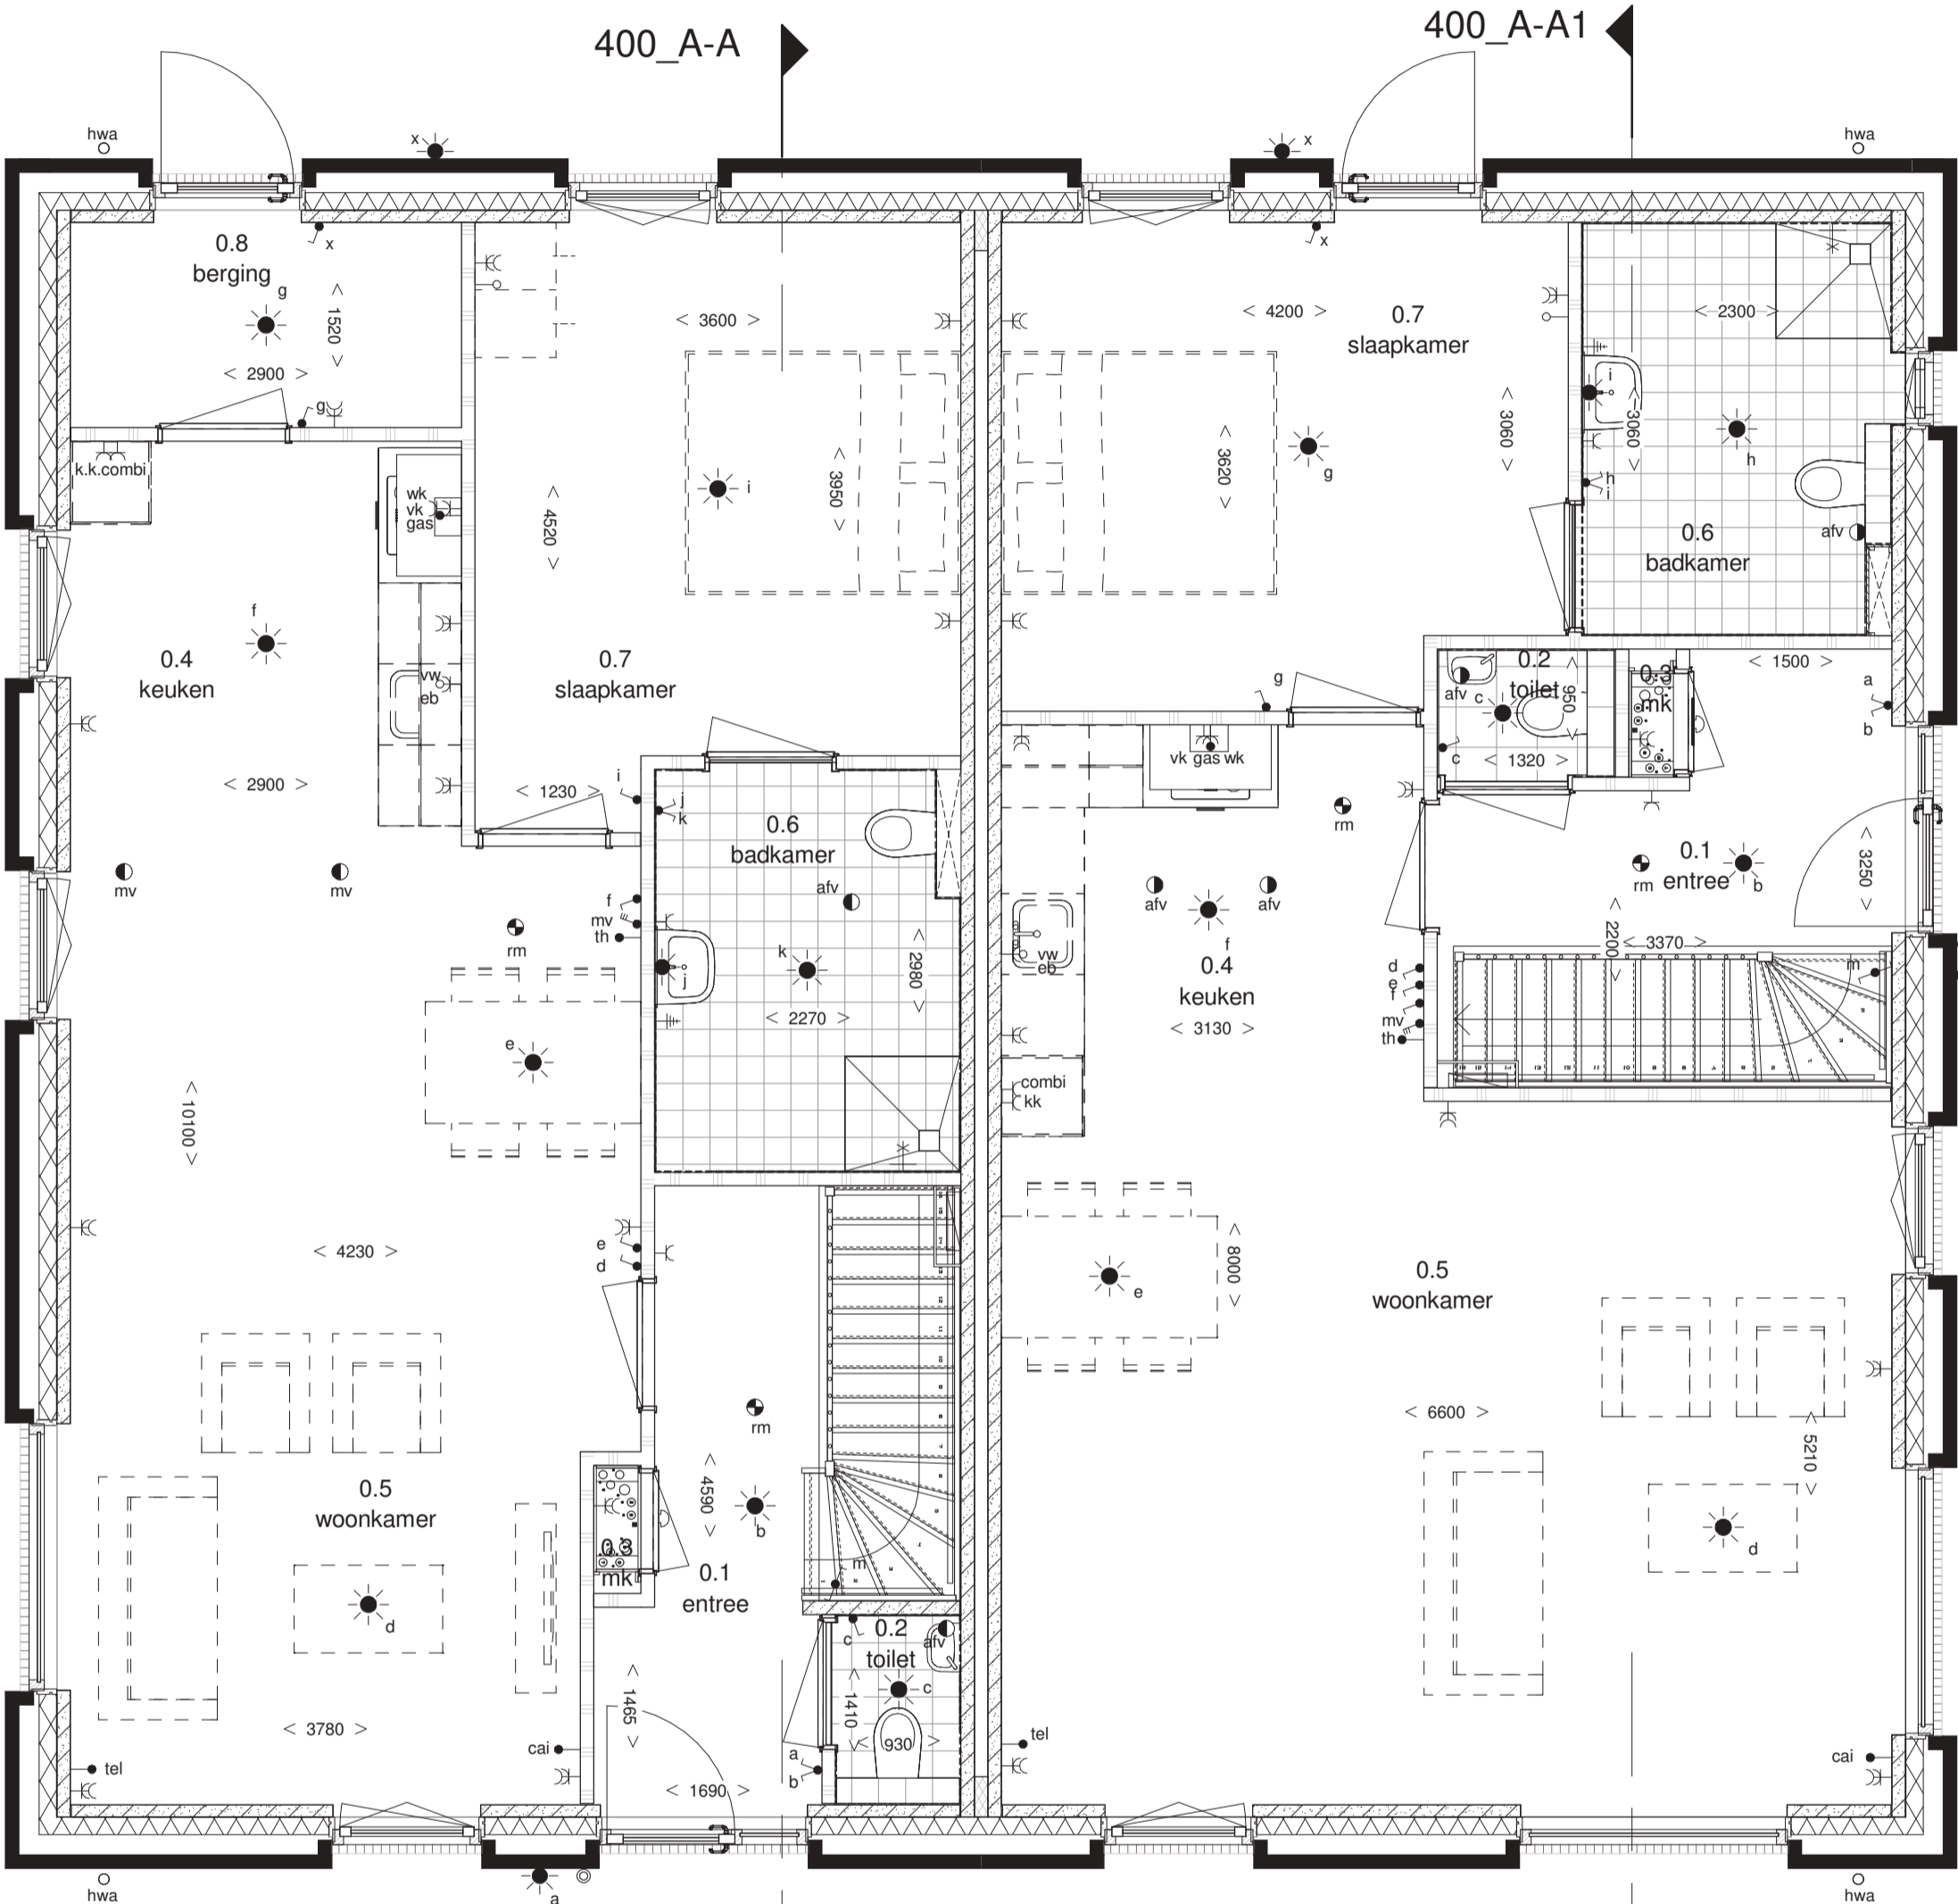 400_A-A
400_A-A1
hwa
x
x
hwa
0.8
berging
g
x
< 1520 >
< 2900 >
g
k.k.combi
wk
vk
gas
f
0.4
keuken
vw
eb
< 2900 >
mv
mv
rm
e
< 10100 >
< 4230 >
0.5
woonkamer
d
< 3780 >
tel
cai
< 3600 >
i
< 3950 >
< 4520 >
0.7
slaapkamer
< 1230 >
i
j
k
0.6
badkamer
afv
f
mv
th
k
j
< 2980 >
< 2270 >
e
d
rm
< 4590 >
b
0.3
mk
0.1
entree
m
c
0.2
toilet
afv
c
< 1465 >
< 1410 >
< 930 >
a
b
< 1690 >
a
hwa
x
< 4200 >
0.7
slaapkamer
< 3060 >
< 3620 >
g
< 2300 >
i
< 3060 >
h
h
i
0.6
badkamer
afv
g
0.2
toilet
afv
c
< 950 >
c
< 1320 >
0.3
mk
< 1500 >
a
b
vk gas wk
rm
afv
afv
f
0.4
keuken
< 3130 >
vw
eb
combi
kk
0.1
entree
rm
b
< 3250 >
< 2200 >
< 3370 >
m
d
e
f
mv
th
e
< 8000 >
0.5
woonkamer
< 6600 >
< 5210 >
d
tel
cai
hwa